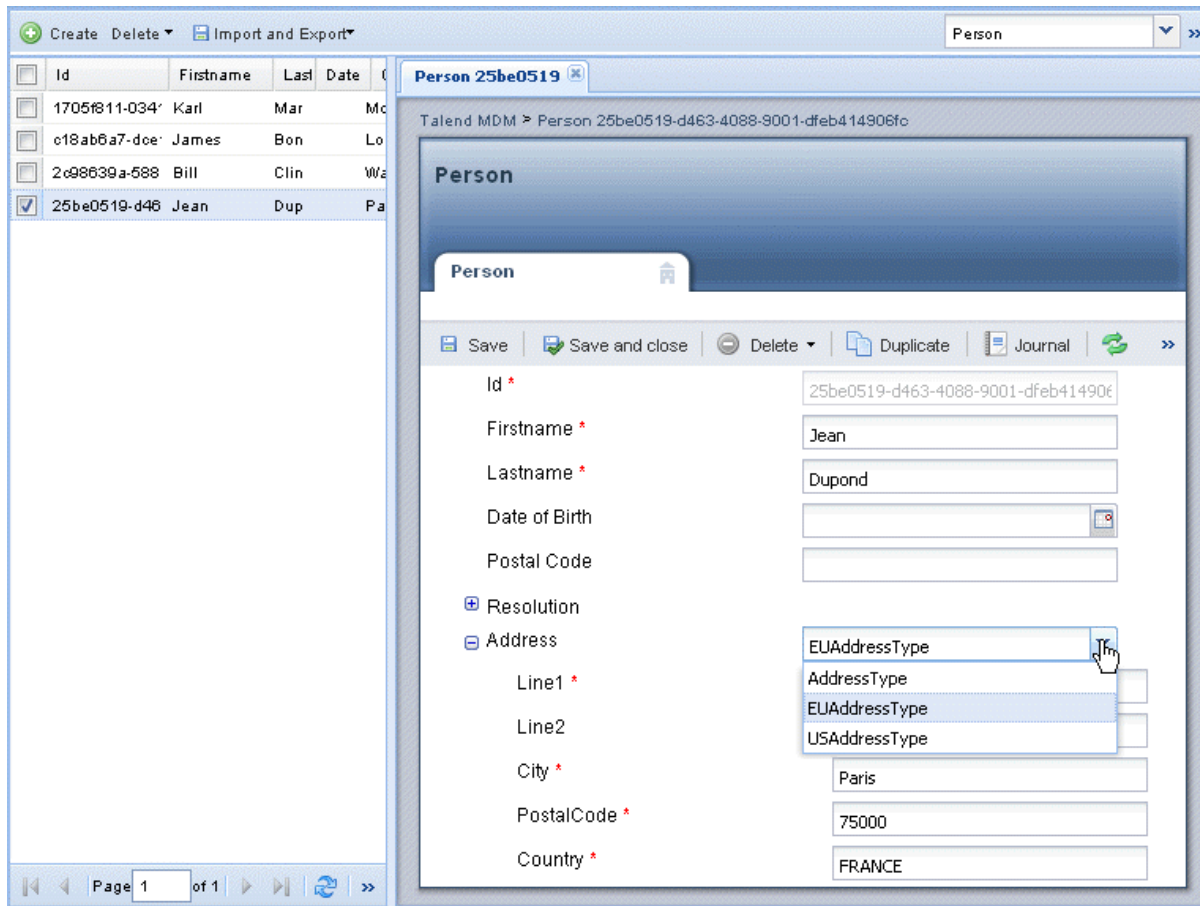 Create Delete Import and Export Person
Id Firstname Last Date
1705f811-034 Karl Mar Mc
c18ab6a7-dce James Bon Lo
2c98639a-588 Bill Clin Wa
25be0519-d46 Jean Dup Pa
Page 1 of 1
Person 25be0519
Talend MDM > Person 25be0519-d463-4088-9001-dfeb414906fc
Person
Person
Save Save and close Delete Duplicate Journal
Id * 25be0519-d463-4088-9001-dfeb414906
Firstname * Jean
Lastname * Dupond
Date of Birth
Postal Code
Resolution
Address EUAddressType
AddressType
EUAddressType
USAddressType
Line1 *
Line2
City * Paris
PostalCode * 75000
Country * FRANCE